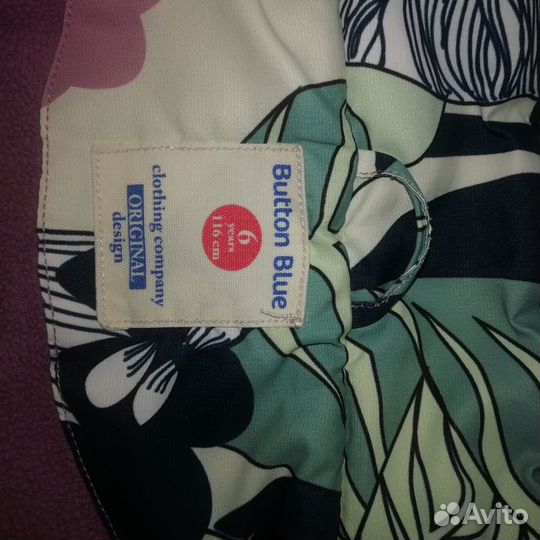 Button Blue
6
years
116 cm
clothing company
ORIGINAL
design
Avito